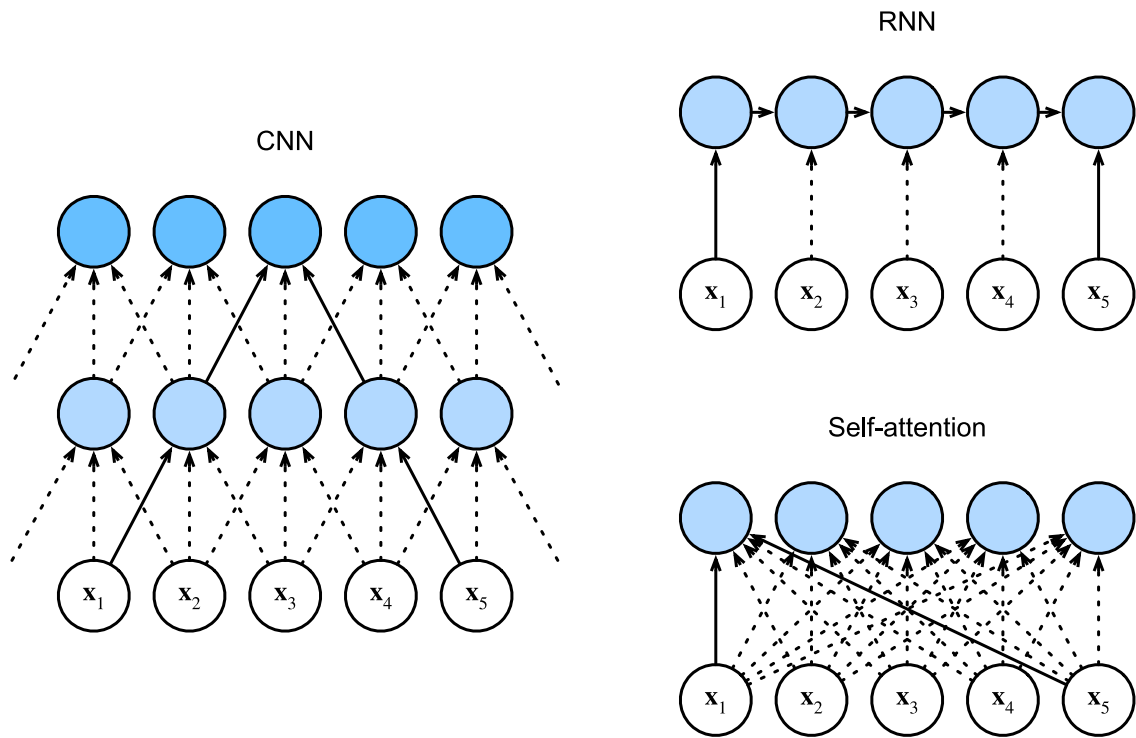 CNN
x₁ x₂ x₃ x₄ x₅
RNN
x₁ x₂ x₃ x₄ x₅
Self-attention
x₁ x₂ x₃ x₄ x₅